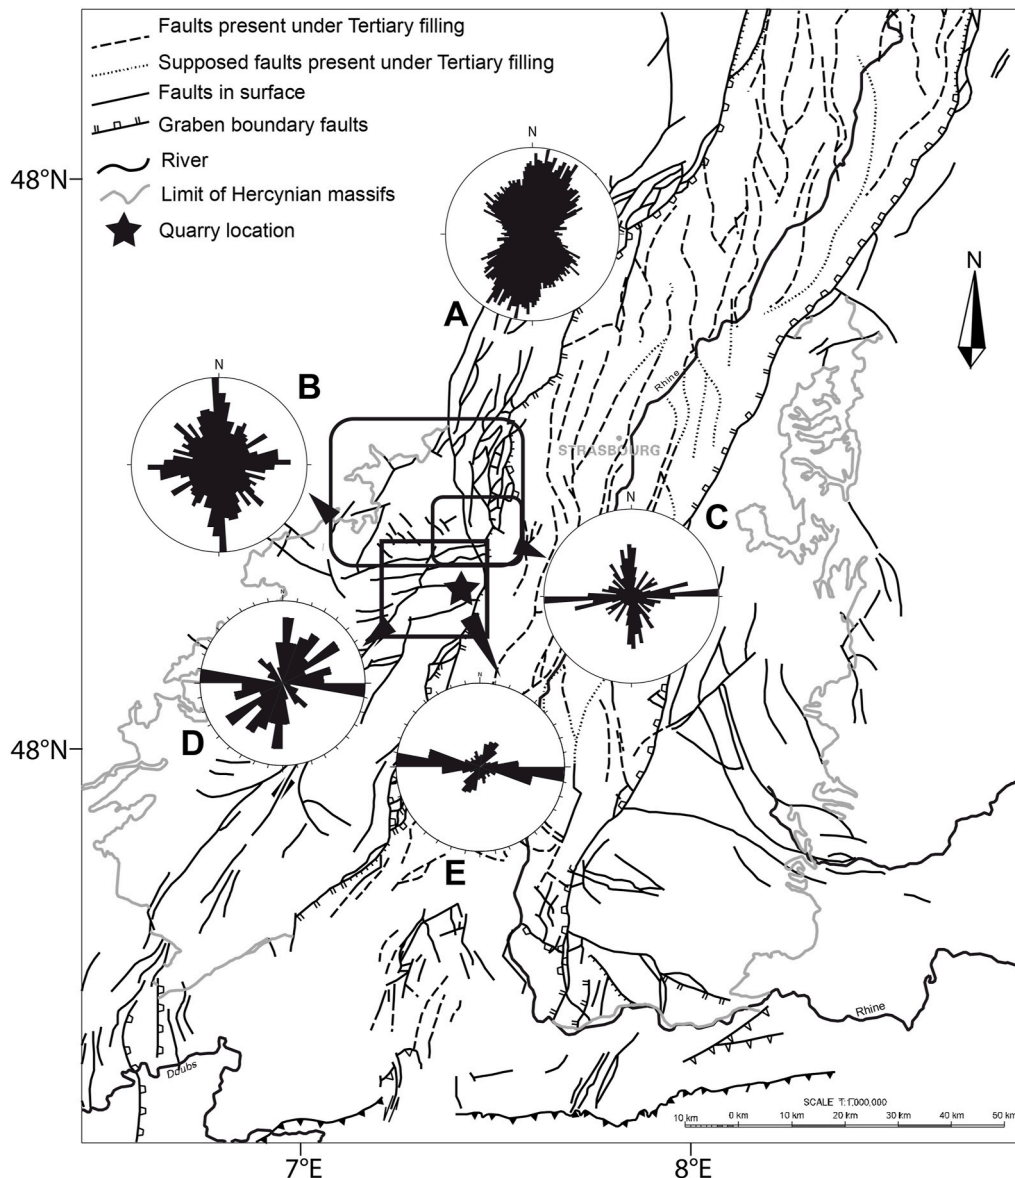 Faults present under Tertiary filling
Supposed faults present under Tertiary filling
Faults in surface
Graben boundary faults
River
Limit of Hercynian massifs
Quarry location
48°N
N
A
N
B
N
Rhine
STRASBOURG
N
C
N
D
N
E
48°N
Rhine
Doubs
SCALE 1:1,000,000
10 km 0 km 10 km 20 km 30 km 40 km 50 km
7°E
8°E